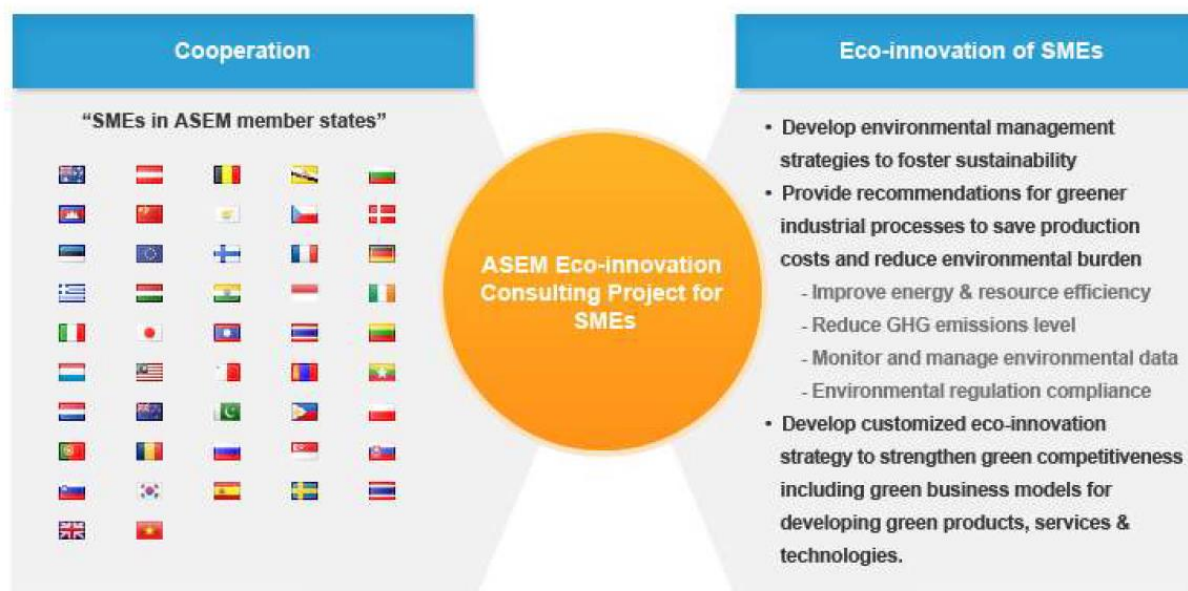 Cooperation
“SMEs in ASEM member states”
ASEM Eco-innovation
Consulting Project for
SMEs
Eco-innovation of SMEs
• Develop environmental management
strategies to foster sustainability
• Provide recommendations for greener
industrial processes to save production
costs and reduce environmental burden
- Improve energy & resource efficiency
- Reduce GHG emissions level
- Monitor and manage environmental data
- Environmental regulation compliance
• Develop customized eco-innovation
strategy to strengthen green competitiveness
including green business models for
developing green products, services &
technologies.